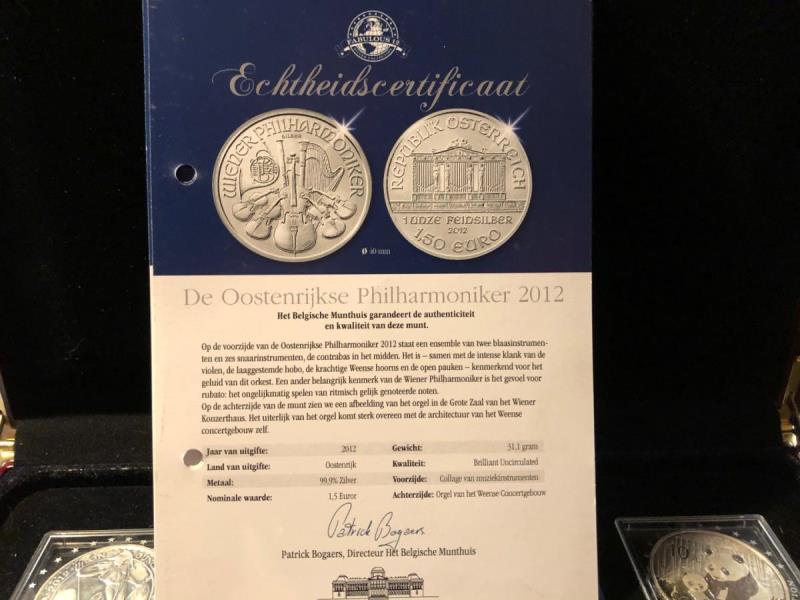 FABULOUS 15
Echtheidscertificaat
WIENER PHILHARMONIKER
SILBER
REPUBLIK ÖSTERREICH
1 UNZE FEINSILBER
2012
1,50 EURO
Ø 40 mm
De Oostenrijkse Philharmoniker 2012
Het Belgische Munthuis garandeert de authenticiteit
en kwaliteit van deze munt.
Op de voorzijde van de Oostenrijkse Philharmoniker 2012 staat een ensemble van twee blaasinstrumen-
ten en zes snaarinstrumenten, de contrabas in het midden. Het is – samen met de intense klank van de
violen, de laaggestemde hobo, de krachtige Weense hoorns en de open pauken – kenmerkend voor het
geluid van dit orkest. Een ander belangrijk kenmerk van de Wiener Philharmoniker is het gevoel voor
rubato: het ongelijkmatig spelen van ritmisch gelijk genoteerde noten.
Op de achterzijde van de munt zien we een afbeelding van het orgel in de Grote Zaal van het Wiener
Konzerthaus. Het uiterlijk van het orgel komt sterk overeen met de architectuur van het Weense
concertgebouw zelf.
Jaar van uitgifte: 2012 Gewicht: 31,1 gram
Land van uitgifte: Oostenrijk Kwaliteit: Brilliant Uncirculated
Metaal: 99,9% Zilver Voorzijde: Collage van muziekinstrumenten
Nominale waarde: 1,5 Euror Achterzijde: Orgel van het Weense Concertgebouw
Patrick Bogaers
Patrick Bogaers, Directeur Het Belgische Munthuis